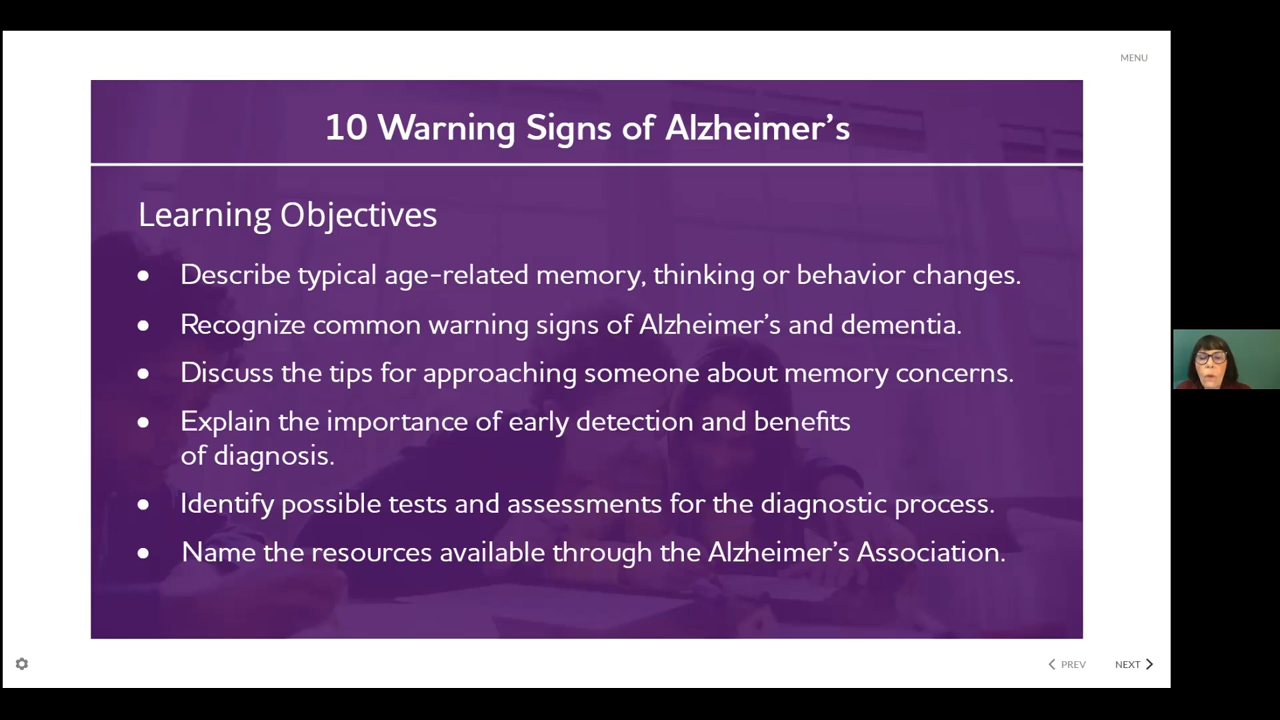 MENU
10 Warning Signs of Alzheimer’s
Learning Objectives
● Describe typical age-related memory, thinking or behavior changes.
● Recognize common warning signs of Alzheimer’s and dementia.
● Discuss the tips for approaching someone about memory concerns.
● Explain the importance of early detection and benefits
of diagnosis.
● Identify possible tests and assessments for the diagnostic process.
● Name the resources available through the Alzheimer’s Association.
PREV NEXT